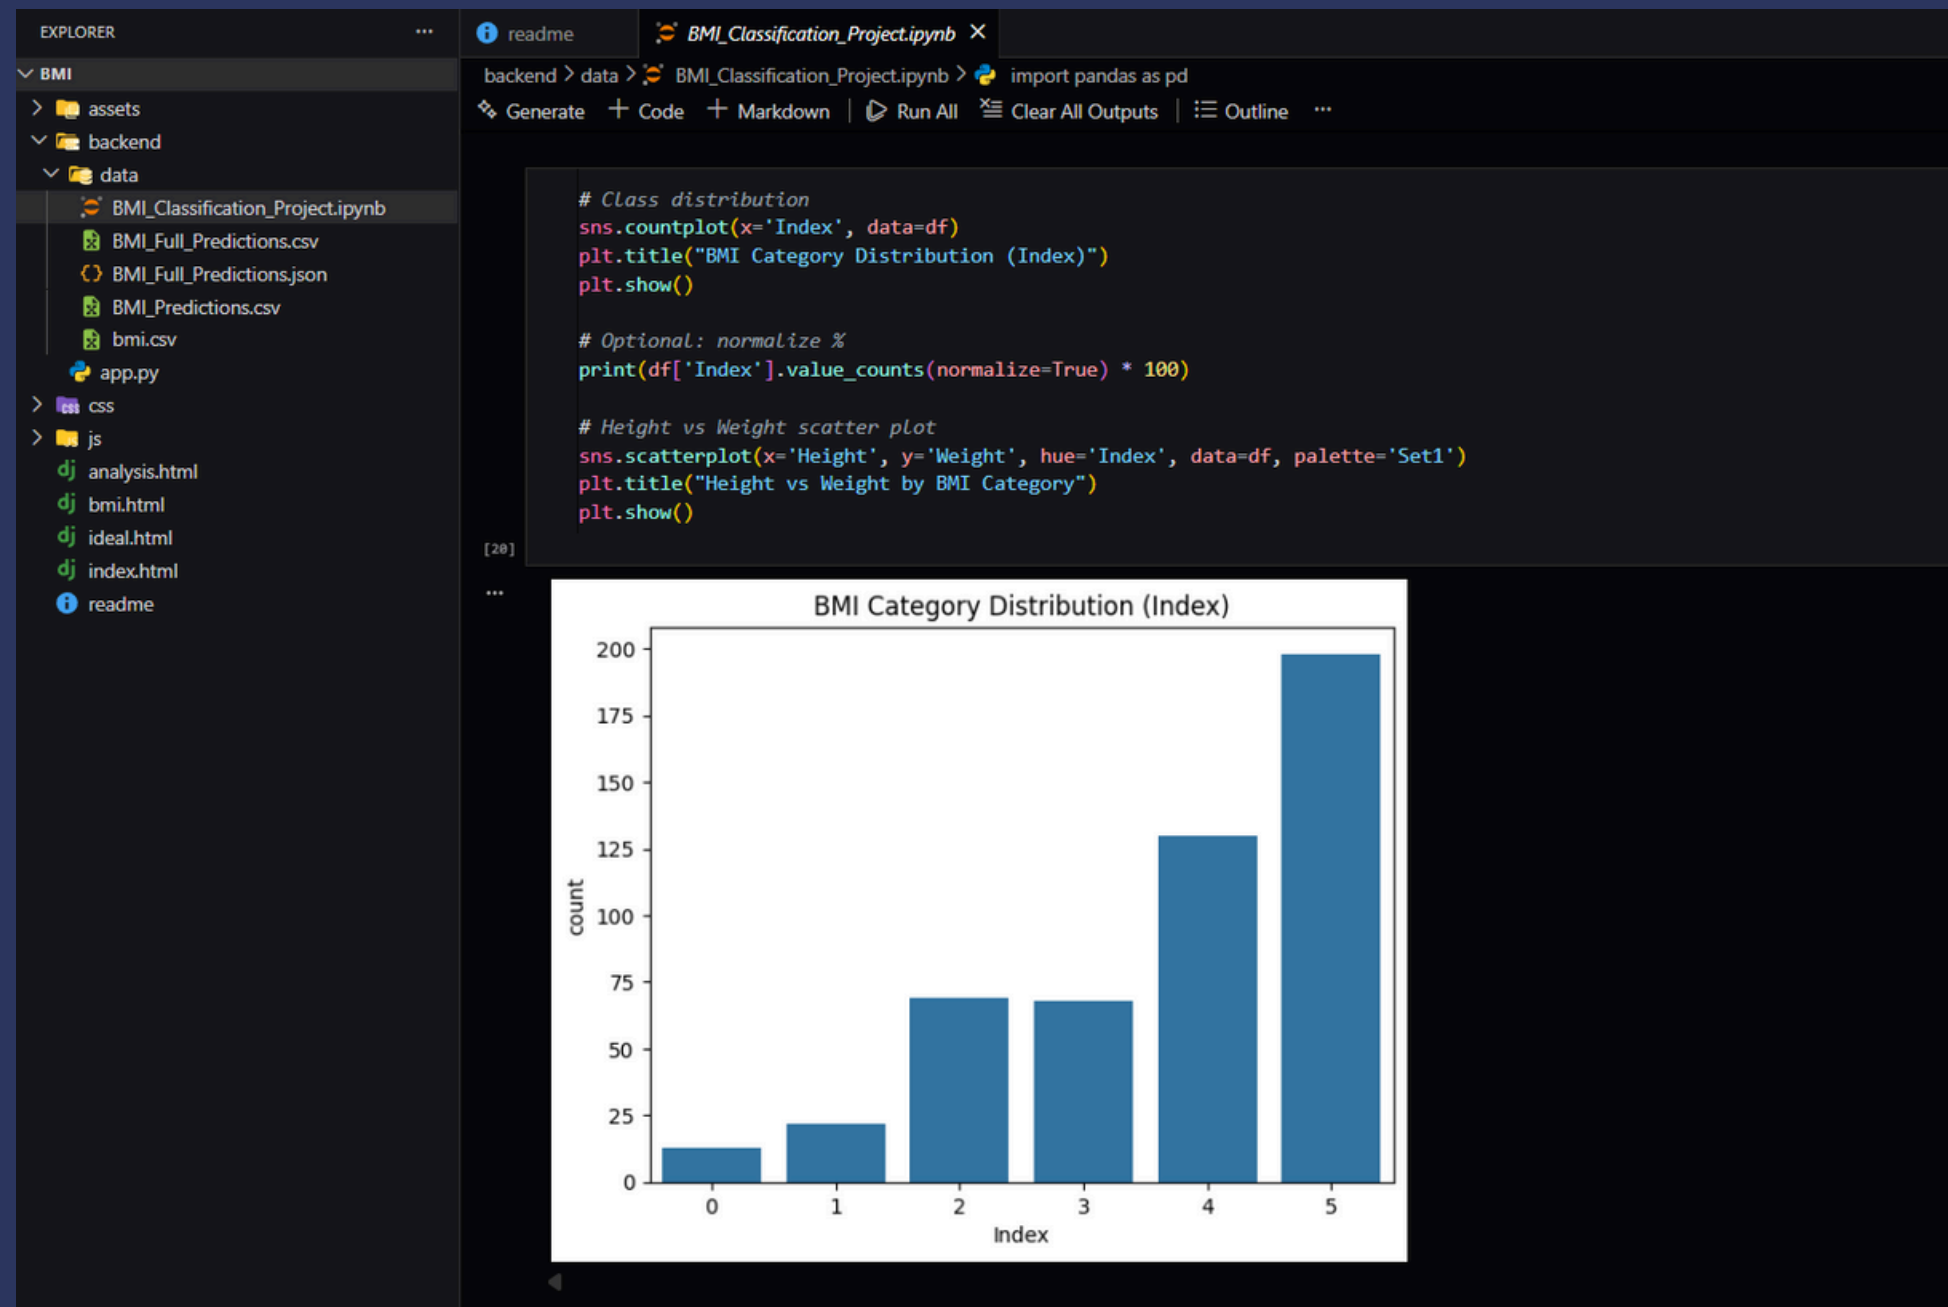 EXPLORER
···
BMI
assets
backend
data
BMI_Classification_Project.ipynb
BMI_Full_Predictions.csv
BMI_Full_Predictions.json
BMI_Predictions.csv
bmi.csv
app.py
css
js
analysis.html
bmi.html
ideal.html
index.html
readme
readme
BMI_Classification_Project.ipynb
backend > data > BMI_Classification_Project.ipynb > import pandas as pd
Generate + Code + Markdown | Run All Clear All Outputs | Outline ···
# Class distribution
sns.countplot(x='Index', data=df)
plt.title("BMI Category Distribution (Index)")
plt.show()
# Optional: normalize %
print(df['Index'].value_counts(normalize=True) * 100)
# Height vs Weight scatter plot
sns.scatterplot(x='Height', y='Weight', hue='Index', data=df, palette='Set1')
plt.title("Height vs Weight by BMI Category")
plt.show()
[20]
···
BMI Category Distribution (Index)
200
175
150
125
100
75
50
25
0
count
0 1 2 3 4 5
Index